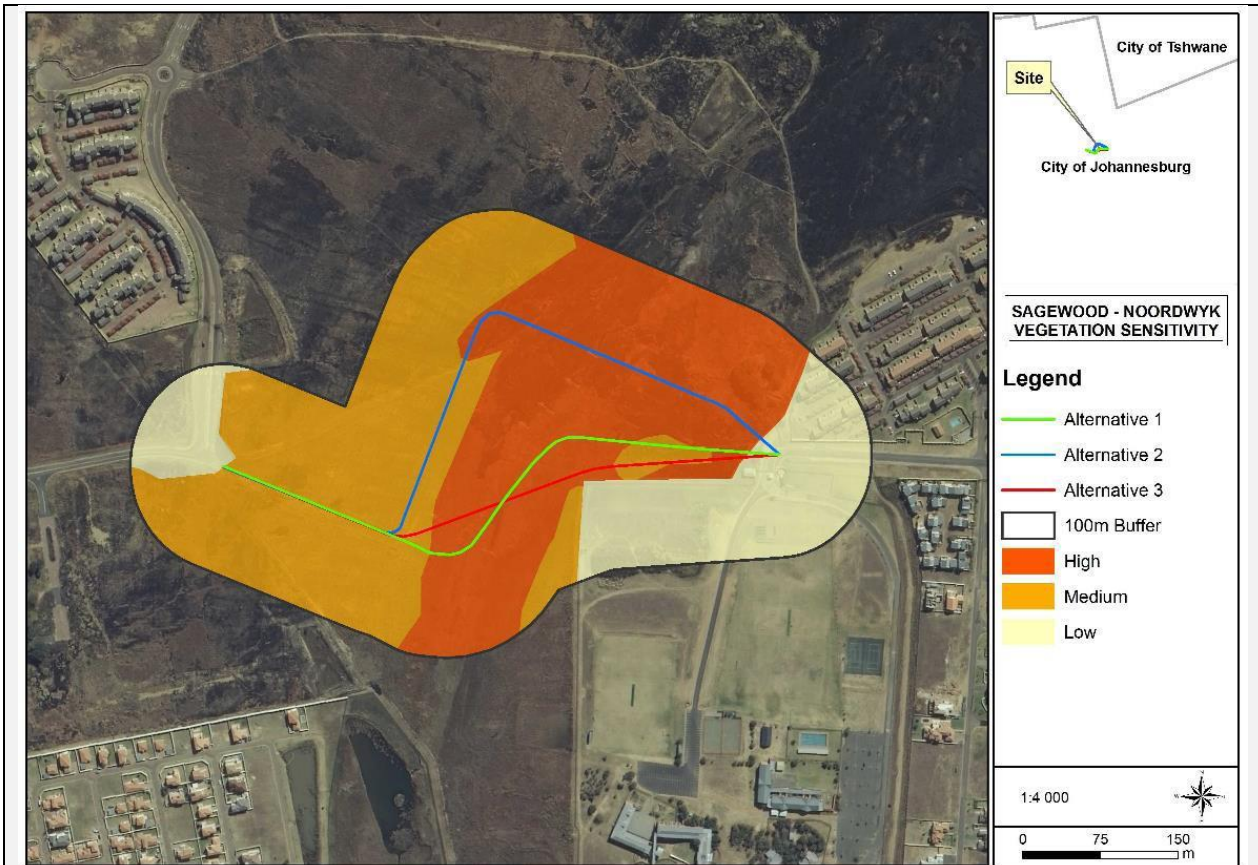 City of Tshwane
Site
City of Johannesburg
SAGEWOOD - NOORDWYK
VEGETATION SENSITIVITY
Legend
Alternative 1
Alternative 2
Alternative 3
100m Buffer
High
Medium
Low
1:4 000
0 75 150
m